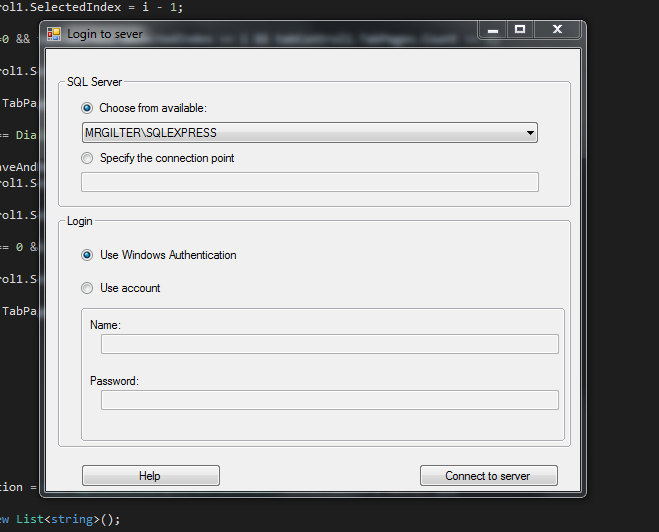 rol1.SelectedIndex = i - 1;
Login to sever
=0 &&
rol1.S
SQL Server
Choose from available:
TabPa
MRGILTER\SQLEXPRESS
== Dia
Specify the connection point
aveAnd
rol1.S
rol1.S
Login
== 0 &
Use Windows Authentication
rol1.S
Use account
TabPa
Name:
Password:
Help
Connect to server
tion =
ew List<string>();